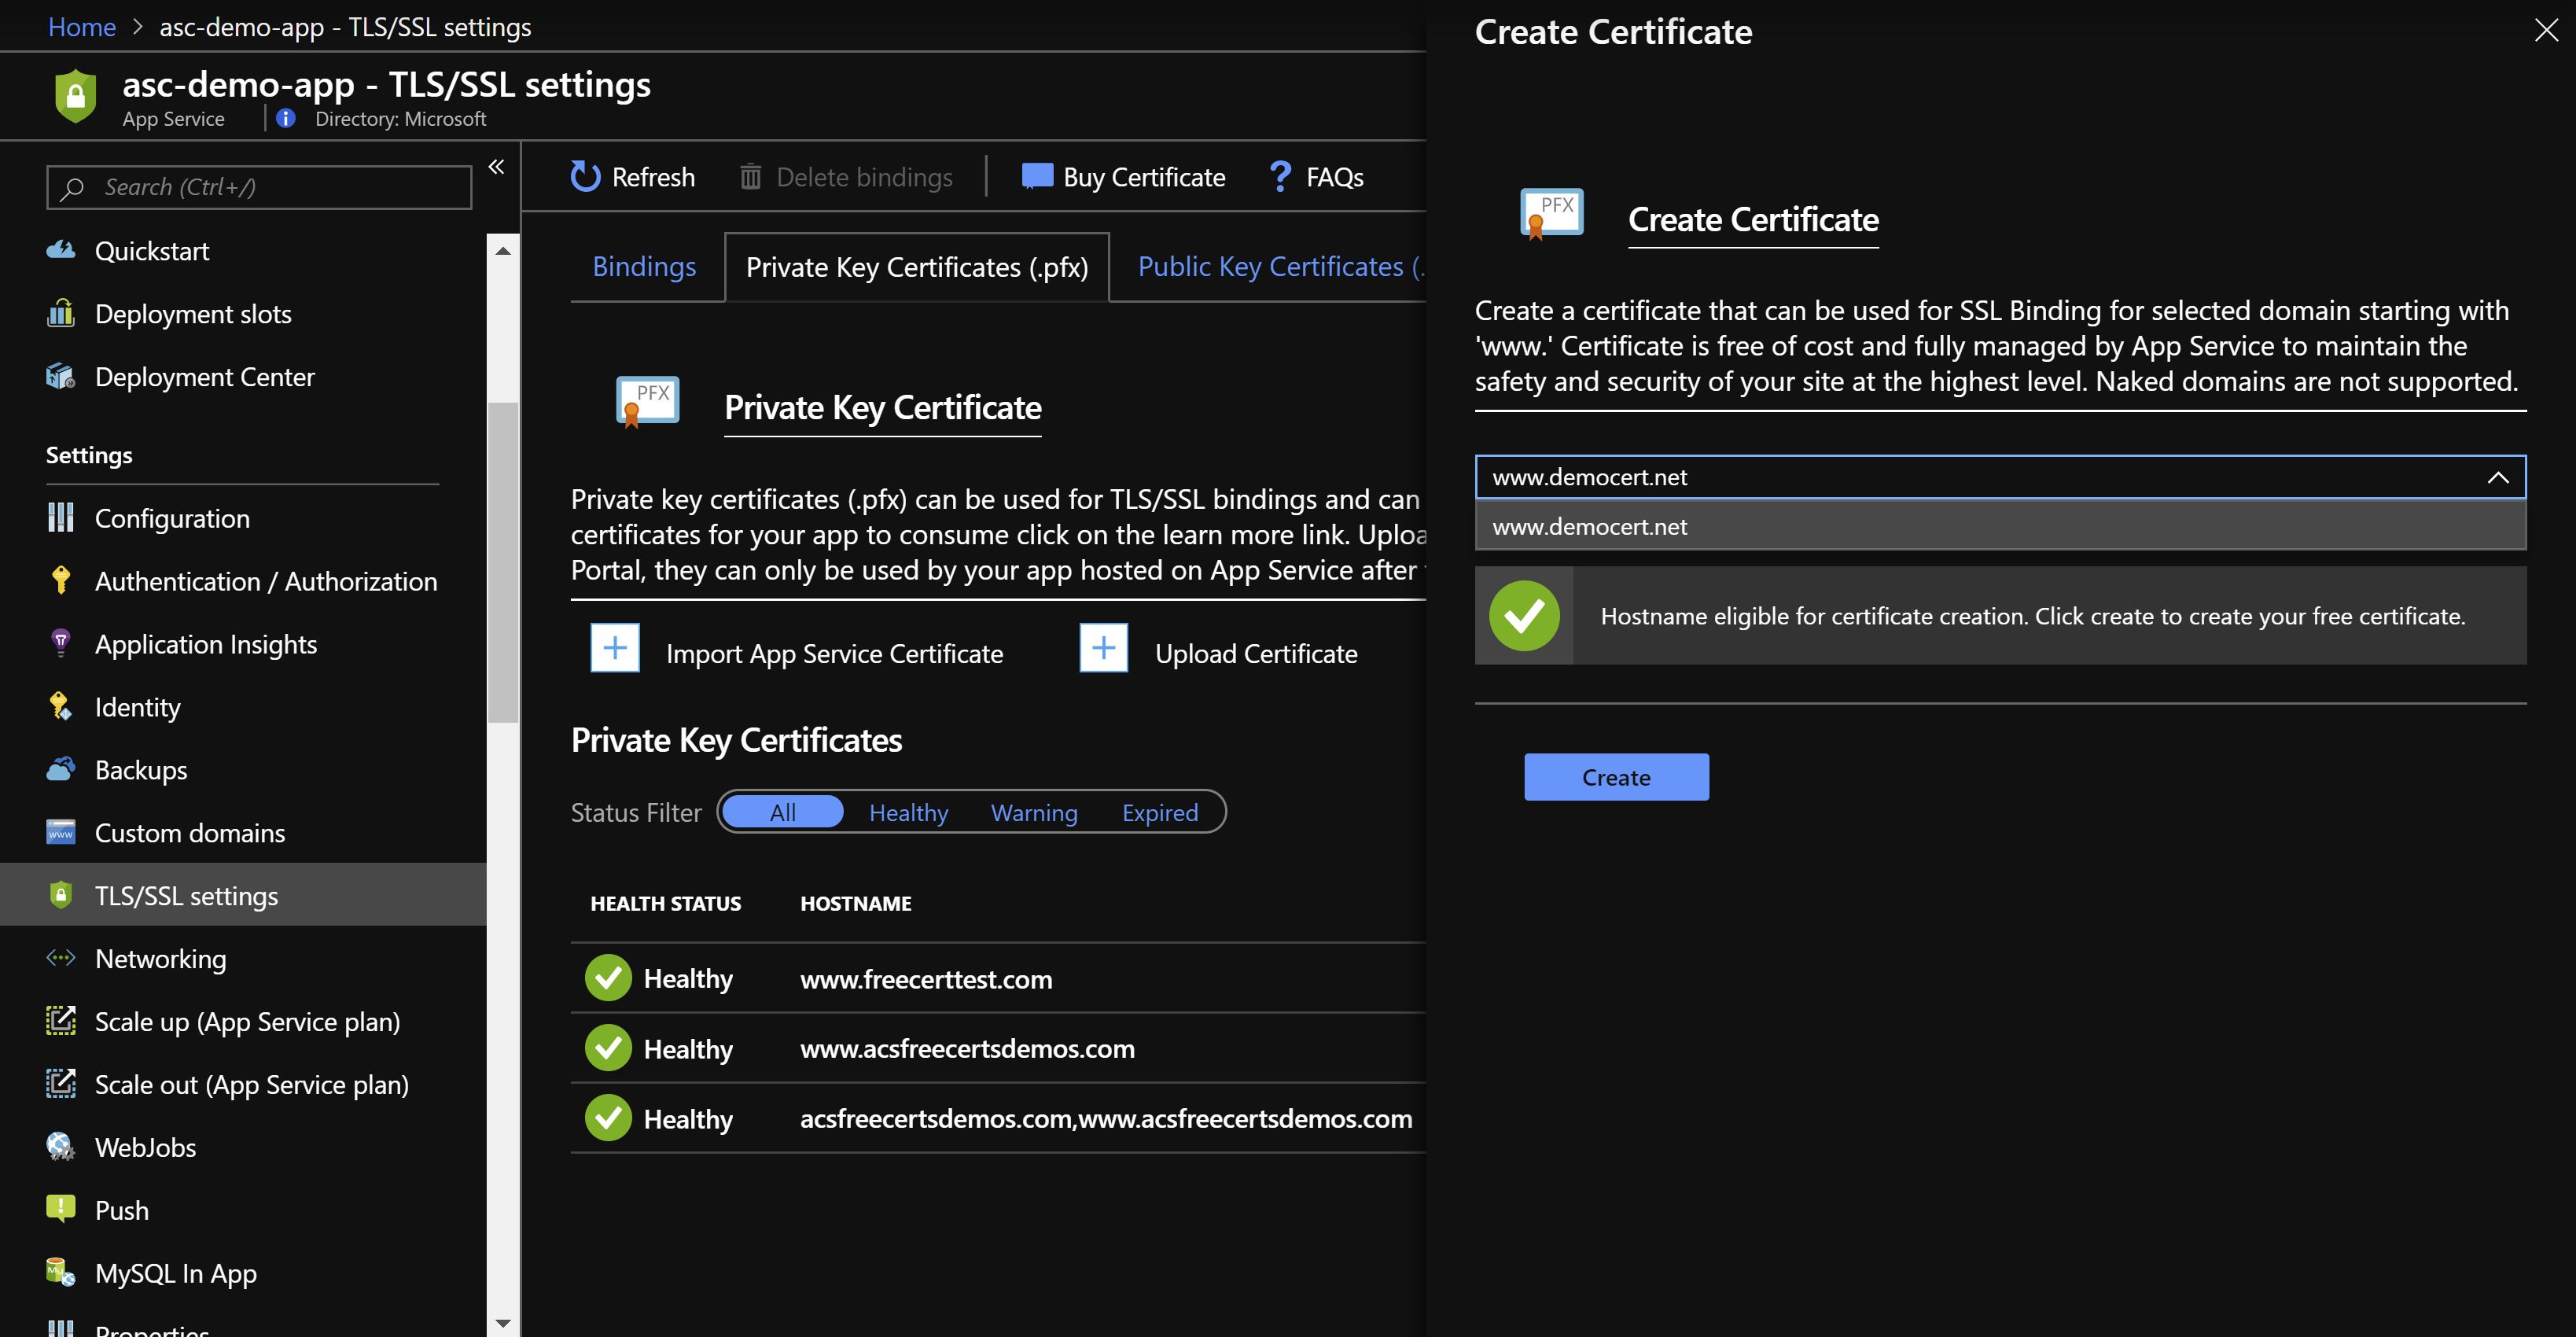 Home > asc-demo-app - TLS/SSL settings
asc-demo-app - TLS/SSL settings
App Service
Directory: Microsoft
Search (Ctrl+/)
Quickstart
Deployment slots
Deployment Center
Settings
Configuration
Authentication / Authorization
Application Insights
Identity
Backups
Custom domains
TLS/SSL settings
Networking
Scale up (App Service plan)
Scale out (App Service plan)
WebJobs
Push
MySQL In App
Properties
Refresh
Delete bindings
Buy Certificate
FAQs
Bindings
Private Key Certificates (.pfx)
Public Key Certificates (.
PFX
Private Key Certificate
Private key certificates (.pfx) can be used for TLS/SSL bindings and can
certificates for your app to consume click on the learn more link. Uploa
Portal, they can only be used by your app hosted on App Service after
Import App Service Certificate
Upload Certificate
Private Key Certificates
Status Filter
All
Healthy
Warning
Expired
HEALTH STATUS
HOSTNAME
Healthy
www.freecerttest.com
Healthy
www.acsfreecertsdemos.com
Healthy
acsfreecertsdemos.com,www.acsfreecertsdemos.com
Create Certificate
PFX
Create Certificate
Create a certificate that can be used for SSL Binding for selected domain starting with
'www.' Certificate is free of cost and fully managed by App Service to maintain the
safety and security of your site at the highest level. Naked domains are not supported.
www.democert.net
www.democert.net
Hostname eligible for certificate creation. Click create to create your free certificate.
Create